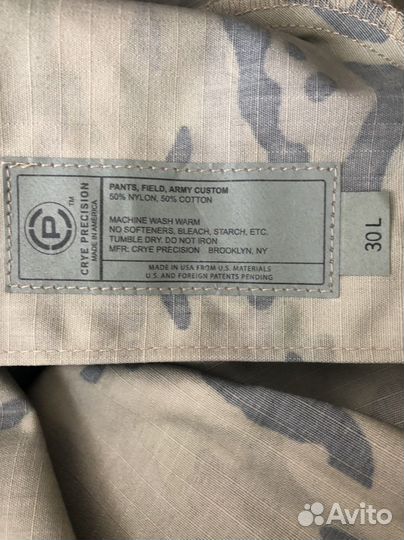 P
TM
CRYE PRECISION
MADE IN AMERICA
PANTS, FIELD, ARMY CUSTOM
50% NYLON, 50% COTTON
MACHINE WASH WARM
NO SOFTENERS, BLEACH, STARCH, ETC.
TUMBLE DRY. DO NOT IRON
MFR: CRYE PRECISION BROOKLYN, NY
MADE IN USA FROM U.S. MATERIALS
U.S. AND FOREIGN PATENTS PENDING
30 L
Avito